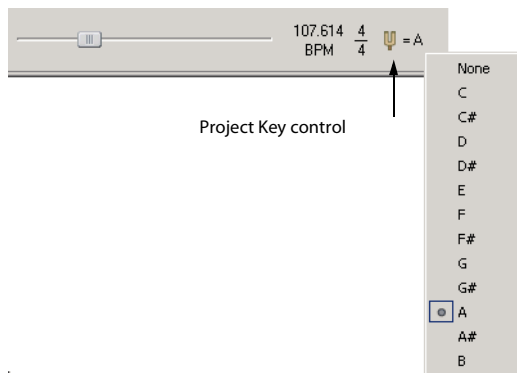 107.614 4/4 = A
BPM
Project Key control
None
C
C#
D
D#
E
F
F#
G
G#
A
A#
B